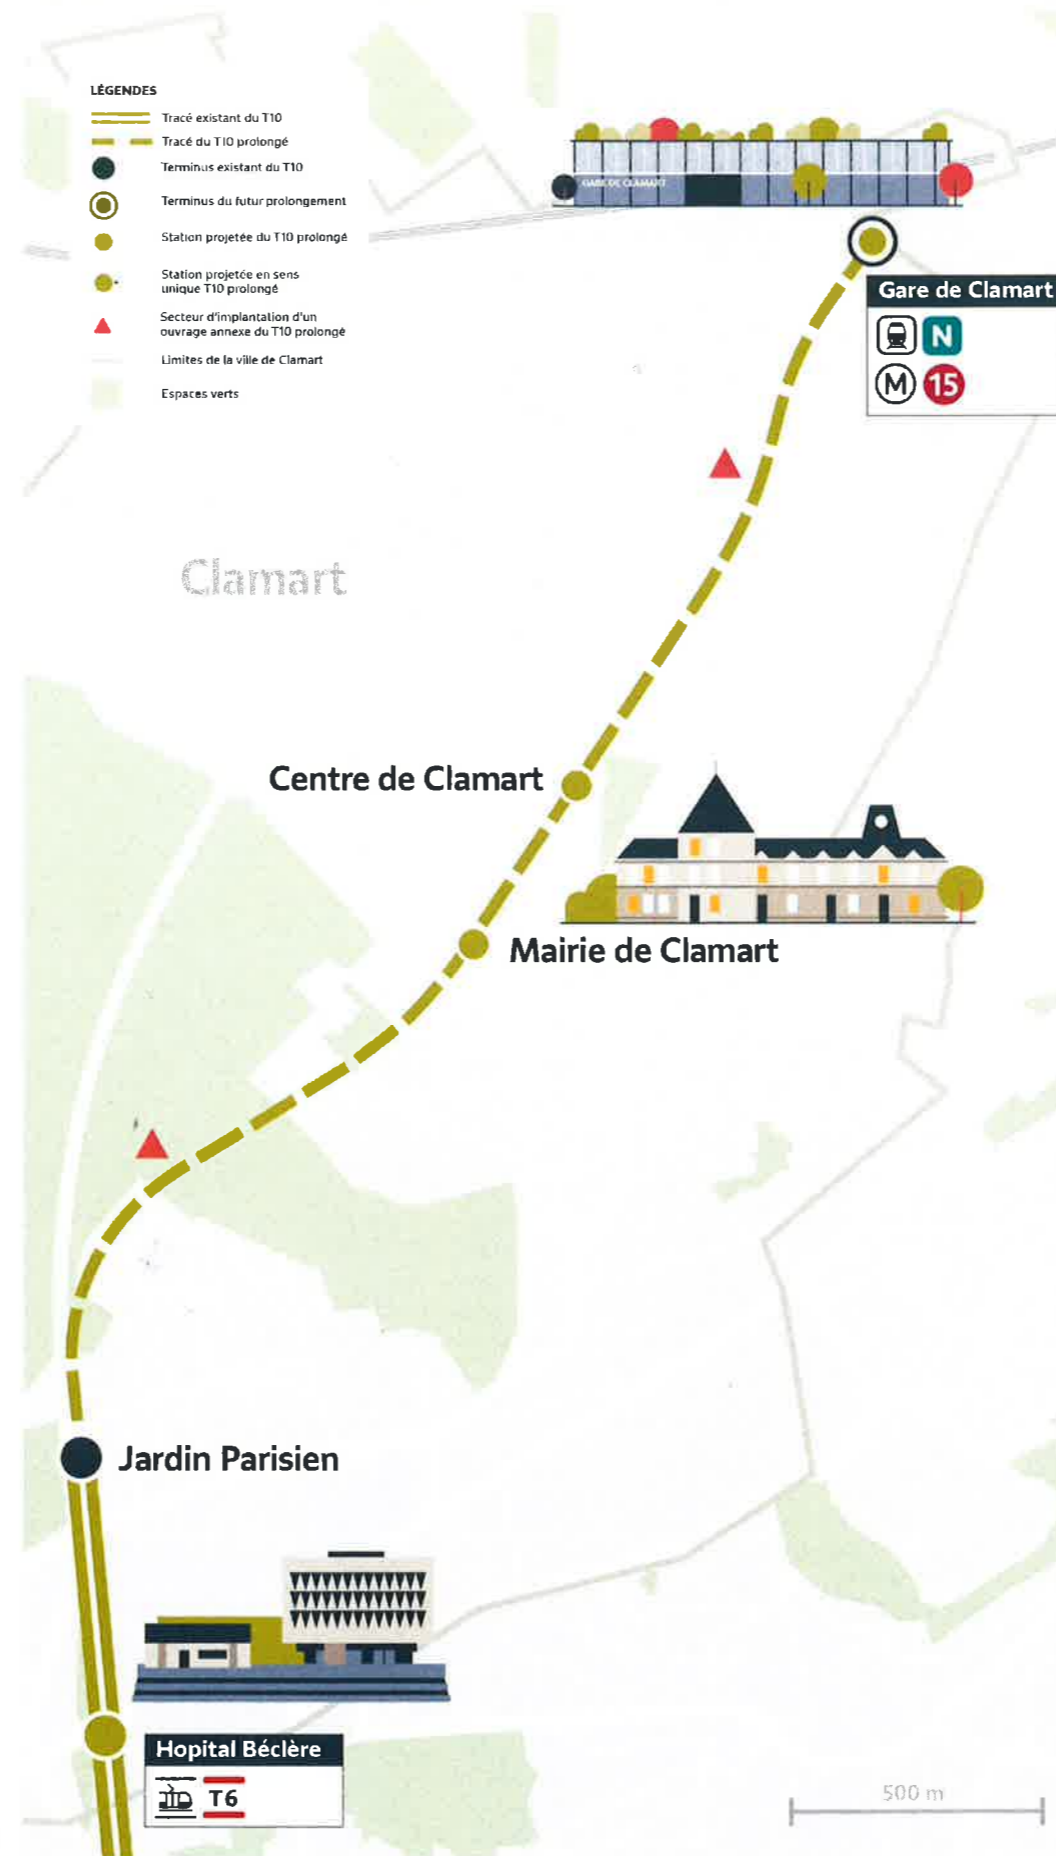 LÉGENDES
Tracé existant du T10
Tracé du T10 prolongé
Terminus existant du T10
Terminus du futur prolongement
Station projetée du T10 prolongé
Station projetée en sens
unique T10 prolongé
Secteur d'implantation d'un
ouvrage annexe du T10 prolongé
Limites de la ville de Clamart
Espaces verts
GARE DE CLAMART
Gare de Clamart
N
M 15
Clamart
Centre de Clamart
Mairie de Clamart
Jardin Parisien
Hopital Béclère
T6
500 m